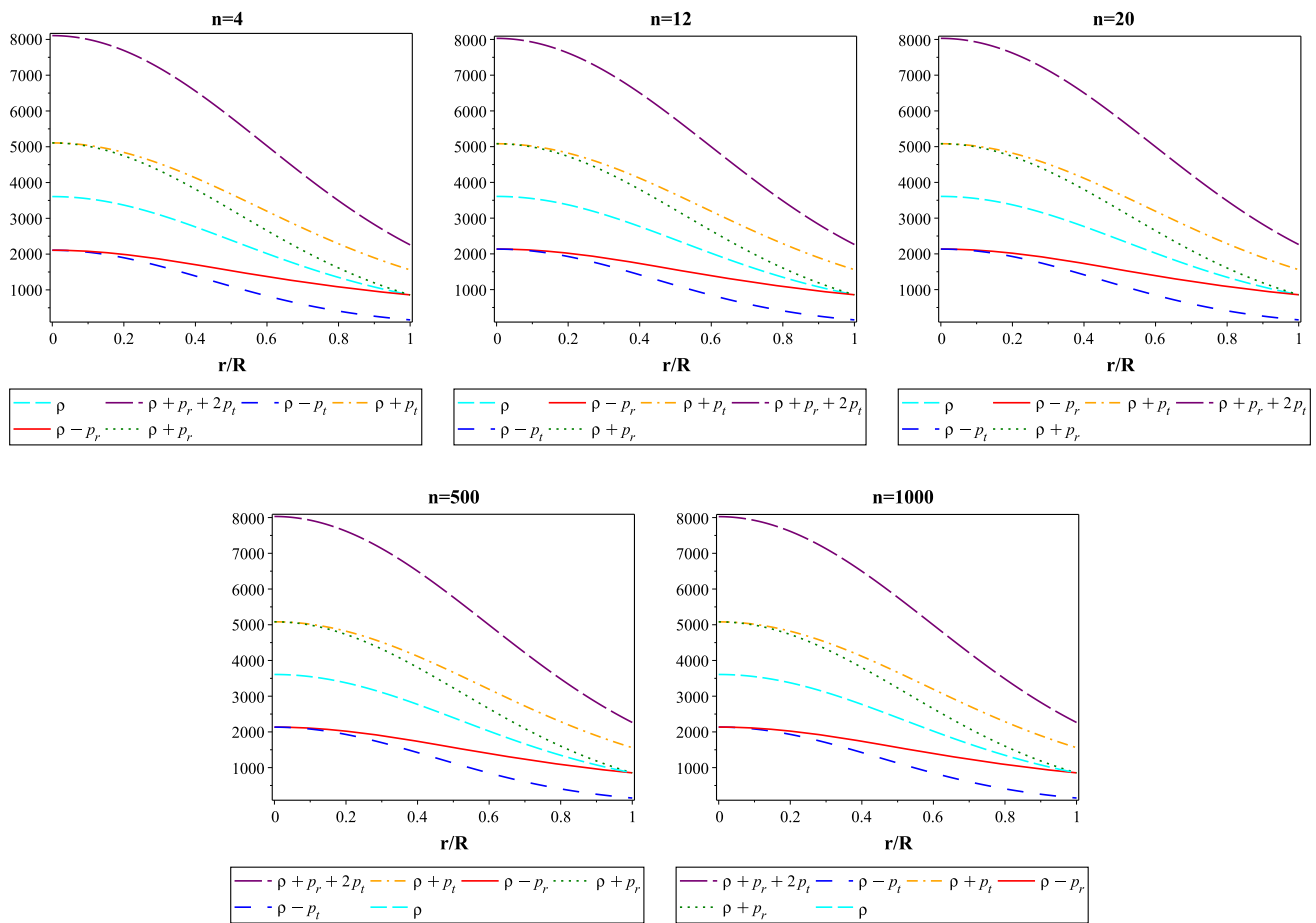 n=4
8000
7000
6000
5000
4000
3000
2000
1000
0 0.2 0.4 0.6 0.8 1
r/R
ρ ρ + p_r + 2p_t ρ − p_t ρ + p_t
ρ − p_r ρ + p_r
n=12
8000
7000
6000
5000
4000
3000
2000
1000
0 0.2 0.4 0.6 0.8 1
r/R
ρ ρ − p_r ρ + p_t ρ + p_r + 2p_t
ρ − p_t ρ + p_r
n=20
8000
7000
6000
5000
4000
3000
2000
1000
0 0.2 0.4 0.6 0.8 1
r/R
ρ ρ − p_r ρ + p_t ρ + p_r + 2p_t
ρ − p_t ρ + p_r
n=500
8000
7000
6000
5000
4000
3000
2000
1000
0 0.2 0.4 0.6 0.8 1
r/R
ρ + p_r + 2p_t ρ + p_t ρ − p_r ρ + p_r
ρ − p_t ρ
n=1000
8000
7000
6000
5000
4000
3000
2000
1000
0 0.2 0.4 0.6 0.8 1
r/R
ρ + p_r + 2p_t ρ − p_t ρ + p_t ρ − p_r
ρ + p_r ρ